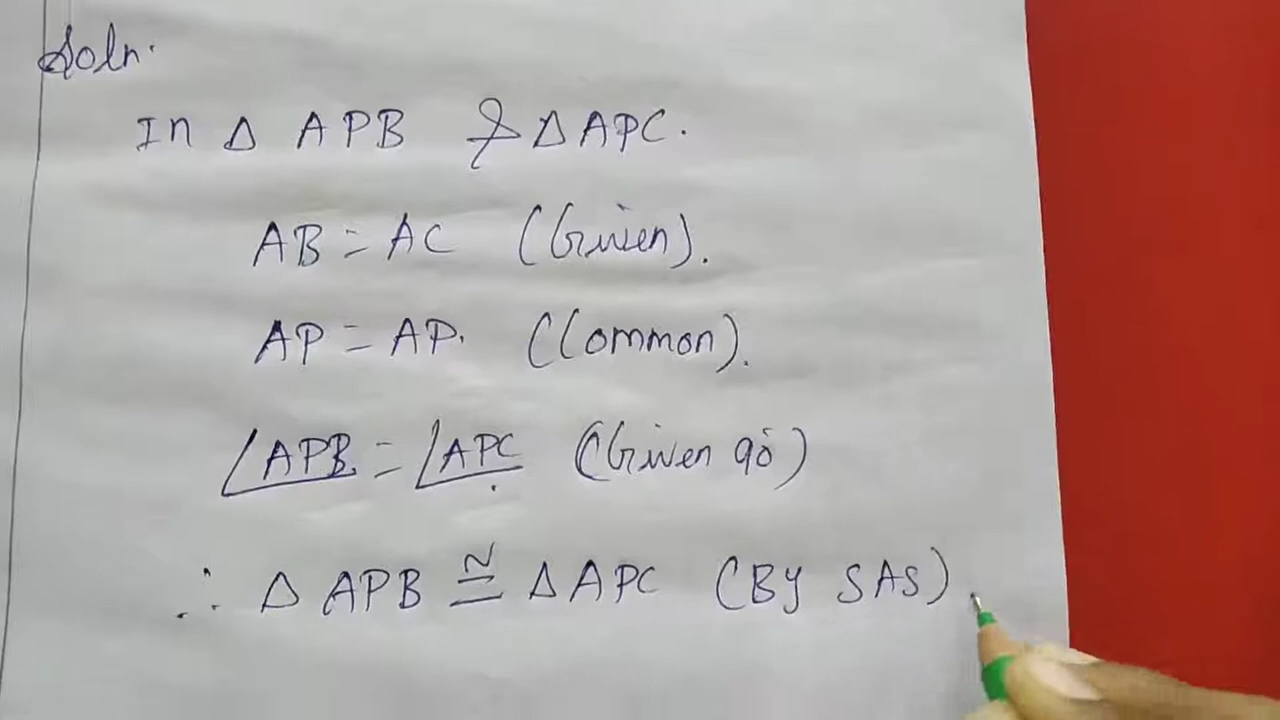 Soln.
In Δ APB & Δ APC.
AB = AC (Given).
AP = AP. (Common).
∠APB = ∠APC (Given 90°)
∴ Δ APB ≅ Δ APC (By SAS)